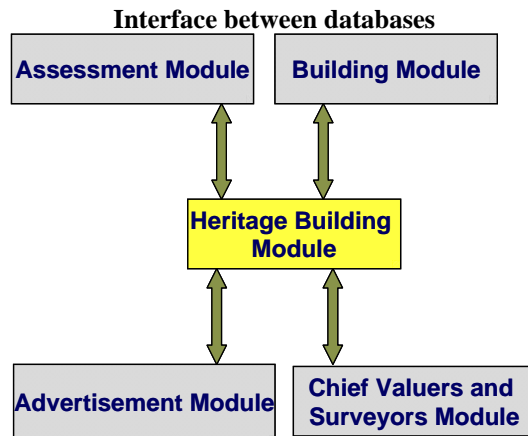 Interface between databases
Assessment Module
Building Module
Heritage Building
Module
Advertisement Module
Chief Valuers and
Surveyors Module